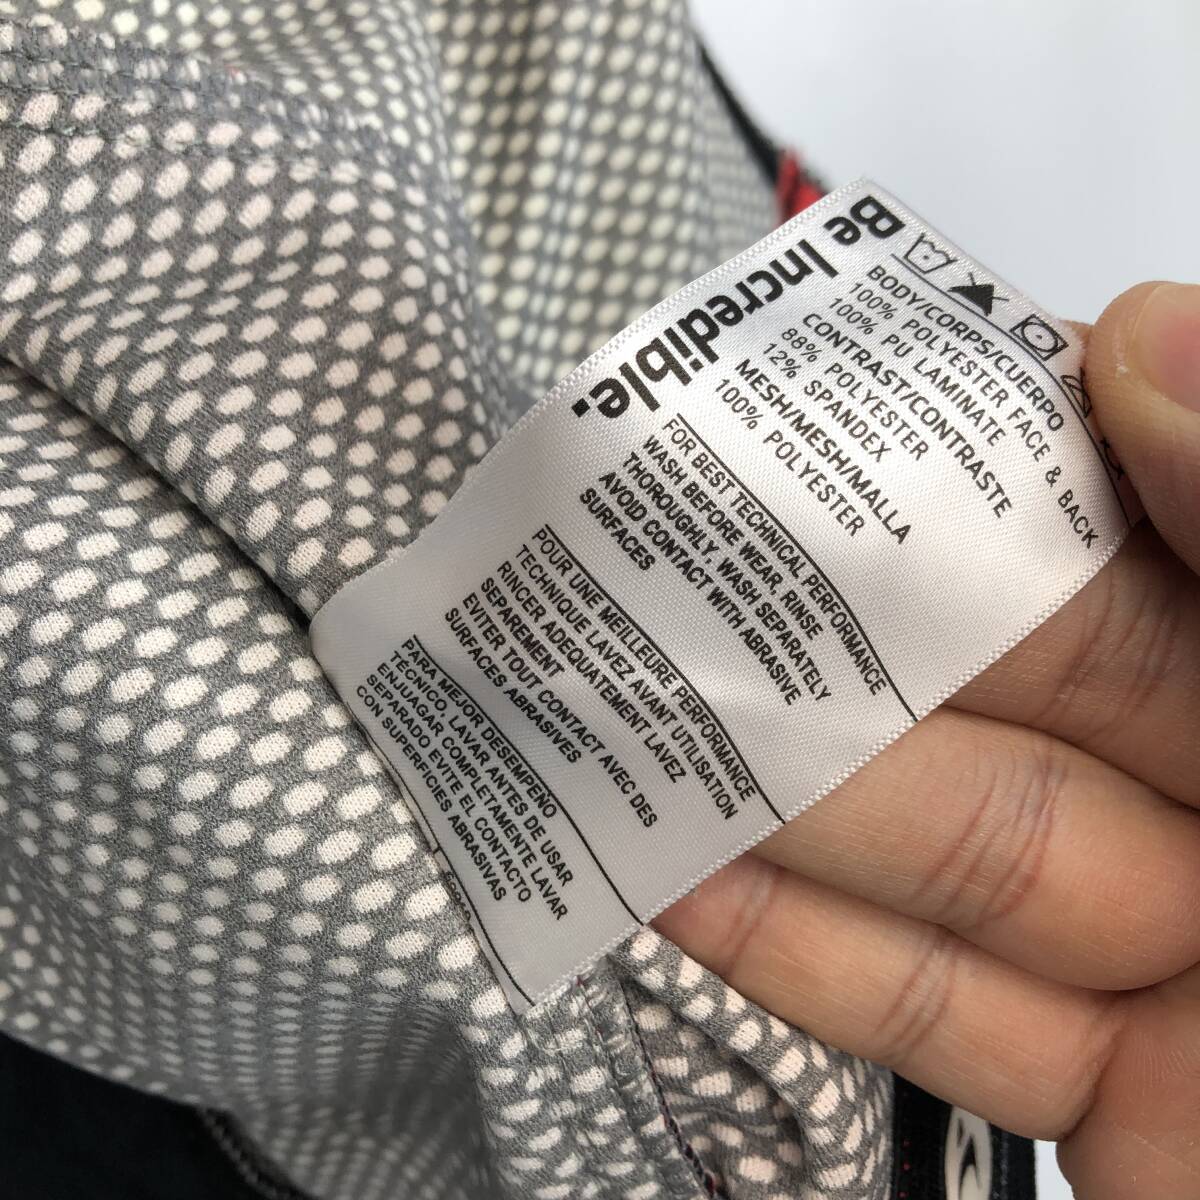 Be Incredible.
BODY/CORPS/CUERPO
100% POLYESTER FACE & BACK
100% PU LAMINATE
CONTRAST/CONTRASTE
88% POLYESTER
12% SPANDEX
MESH/MESH/MALLA
100% POLYESTER
FOR BEST TECHNICAL PERFORMANCE
WASH BEFORE WEAR, RINSE
THOROUGHLY, WASH SEPARATELY
AVOID CONTACT WITH ABRASIVE
SURFACES
POUR UNE MEILLEURE PERFORMANCE
TECHNIQUE LAVEZ AVANT UTILISATION
RINCER ADEQUATEMENT LAVEZ
SEPAREMENT
EVITER TOUT CONTACT AVEC DES
SURFACES ABRASIVES
PARA MEJOR DESEMPEÑO
TÉCNICO, LAVAR ANTES DE USAR
ENJUAGAR COMPLETAMENTE LAVAR
SEPARADO EVITE EL CONTACTO
CON SUPERFICIES ABRASIVAS